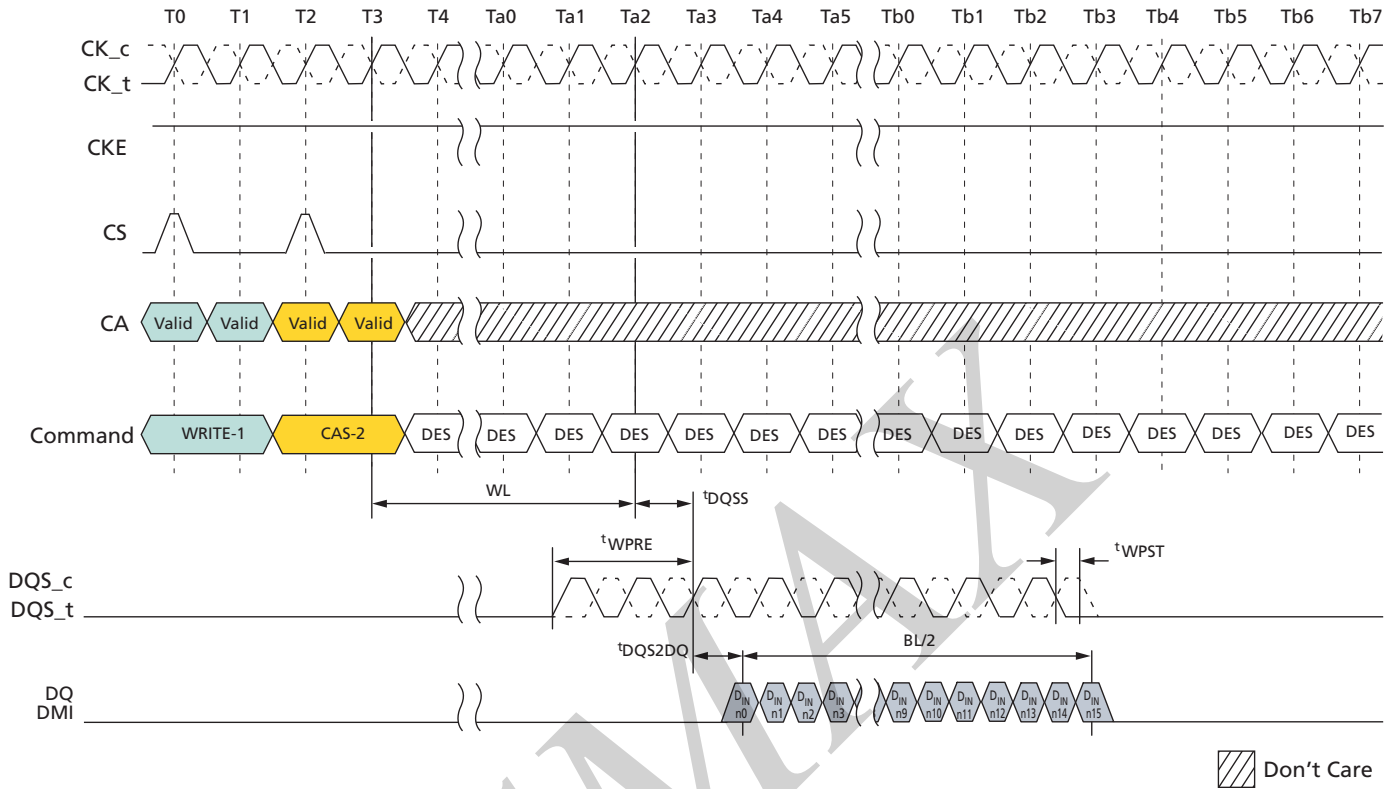 T0 T1 T2 T3 T4 Ta0 Ta1 Ta2 Ta3 Ta4 Ta5 Tb0 Tb1 Tb2 Tb3 Tb4 Tb5 Tb6 Tb7
CK_c
CK_t
CKE
CS
CA Valid Valid Valid Valid
Command WRITE-1 CAS-2 DES DES DES DES DES DES DES DES DES DES DES DES DES DES DES
WL tDQSS
tWPRE tWPST
DQS_c
DQS_t
tDQS2DQ BL/2
DQ
DMI
DIN n0 DIN n1 DIN n2 DIN n3 DIN n9 DIN n10 DIN n11 DIN n12 DIN n13 DIN n14 DIN n15
Don't Care